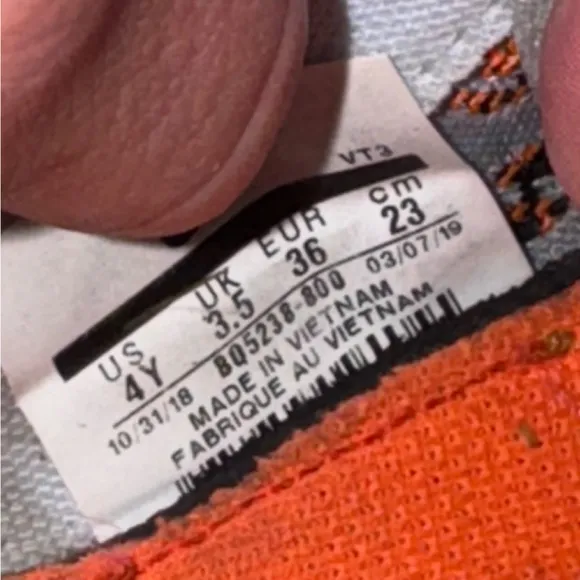 VT3
US UK EUR cm
4Y 3.5 36 23
10/31/18 BQ5238-800 03/07/19
MADE IN VIETNAM
FABRIQUE AU VIETNAM